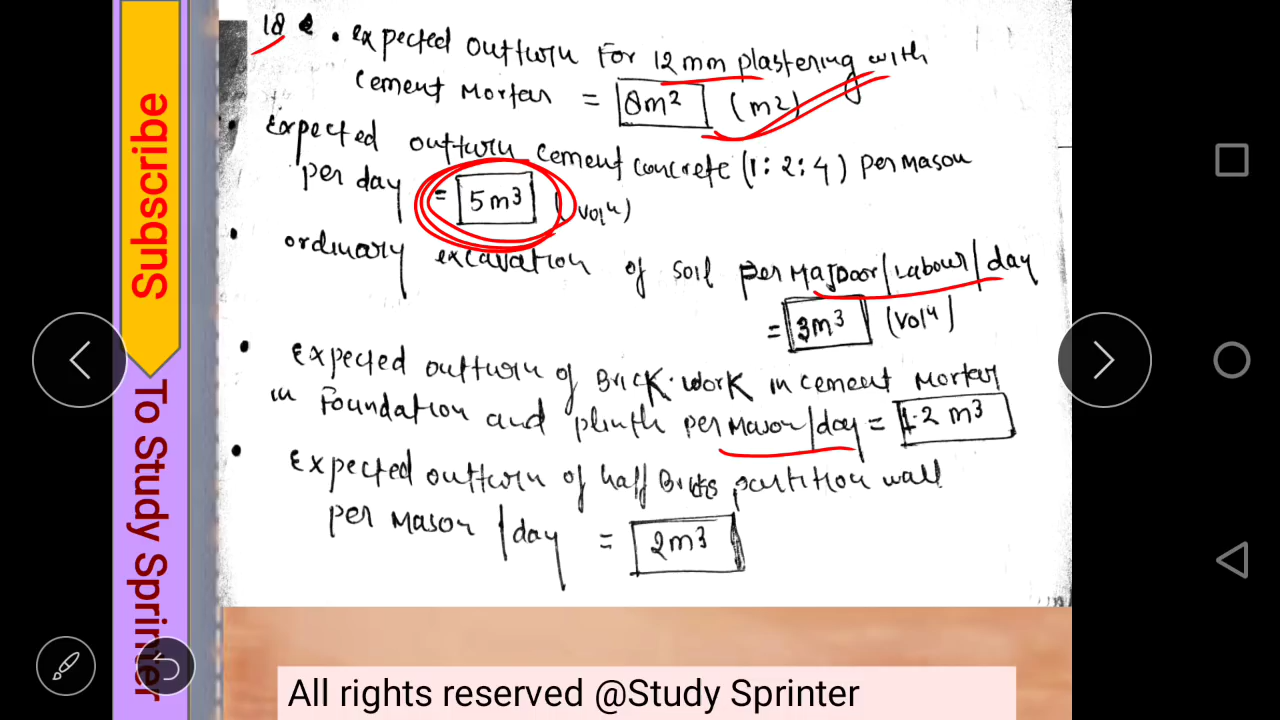 18 . Expected outturn For 12 mm plastering with
cement Mortar = 8m² (m2)
Expected outturn cement concrete (1:2:4) per Mason
per day = 5m³
ordinary excavation of soil per Majdoor/Labour/day
= 3m³
Expected outturn of Brick work in cement Mortar
in Foundation and plinth per Mason/day = 1.2 m³
Expected outturn of half Bricks partition wall
per Mason/day = 2m³
Subscribe
To Study Sprinter
All rights reserved @Study Sprinter